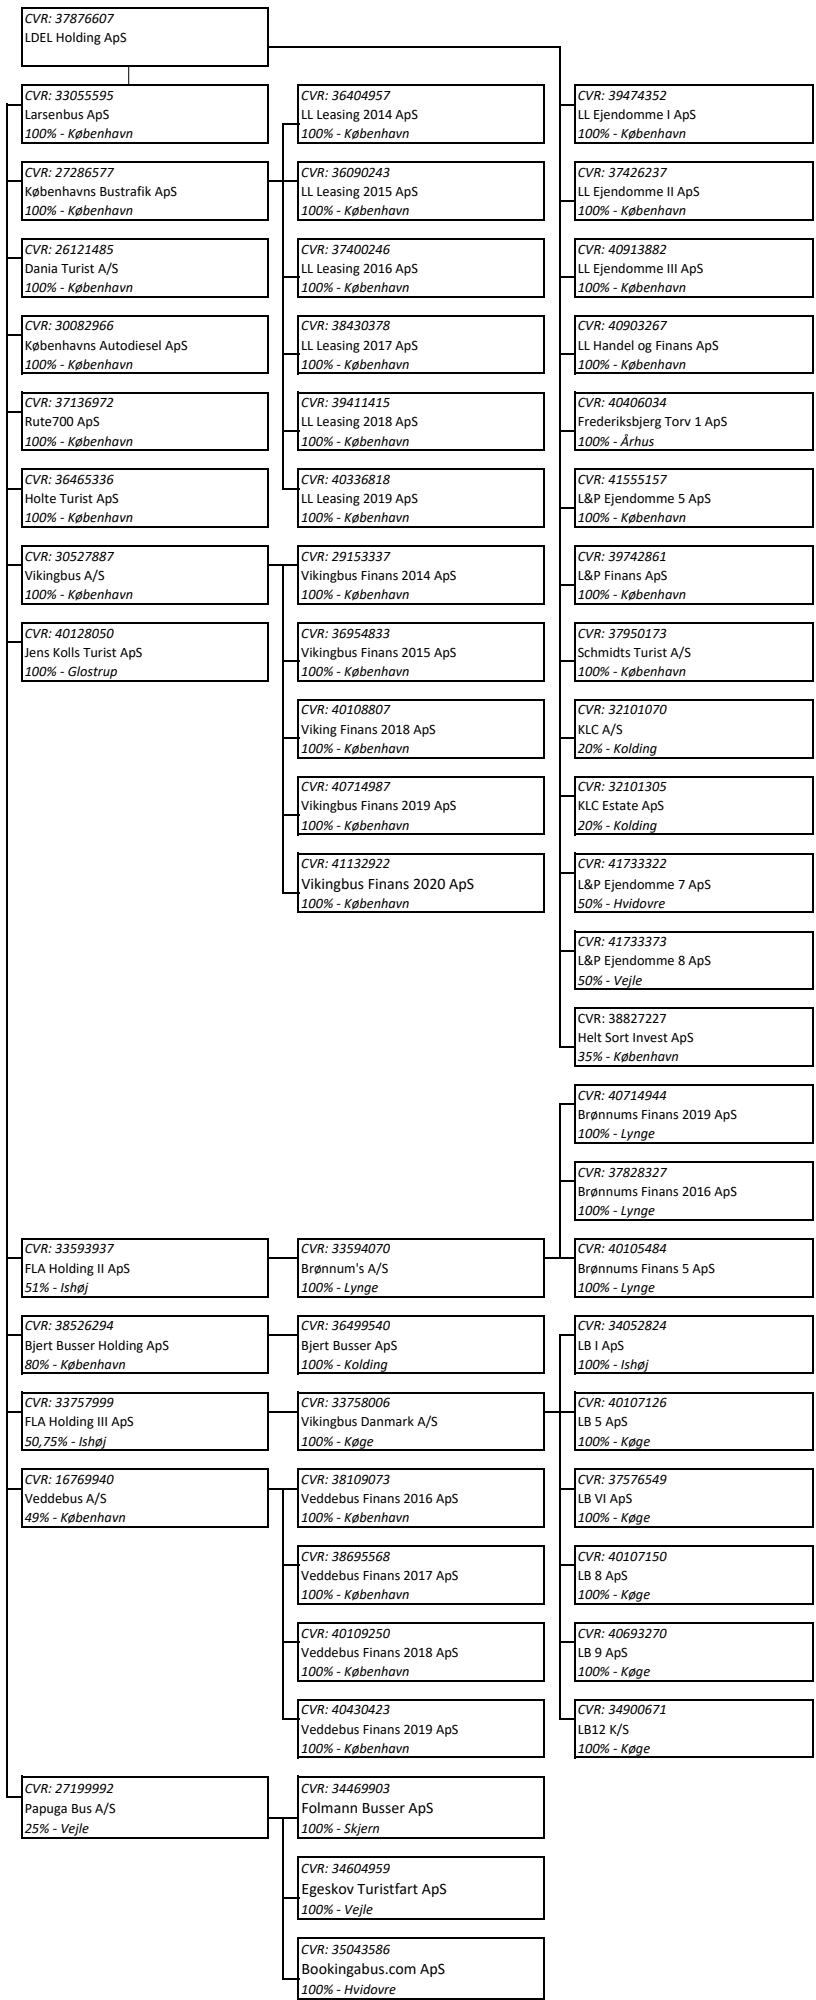 CVR: 37876607
LDEL Holding ApS
CVR: 33055595
Larsenbus ApS
100% - København
CVR: 27286577
Københavns Bustrafik ApS
100% - København
CVR: 26121485
Dania Turist A/S
100% - København
CVR: 30082966
Københavns Autodiesel ApS
100% - København
CVR: 37136972
Rute700 ApS
100% - København
CVR: 36465336
Holte Turist ApS
100% - København
CVR: 30527887
Vikingbus A/S
100% - København
CVR: 40128050
Jens Kolls Turist ApS
100% - Glostrup
CVR: 33593937
FLA Holding II ApS
51% - Ishøj
CVR: 38526294
Bjert Busser Holding ApS
80% - København
CVR: 33757999
FLA Holding III ApS
50,75% - Ishøj
CVR: 16769940
Veddebus A/S
49% - København
CVR: 27199992
Papuga Bus A/S
25% - Vejle
CVR: 36404957
LL Leasing 2014 ApS
100% - København
CVR: 36090243
LL Leasing 2015 ApS
100% - København
CVR: 37400246
LL Leasing 2016 ApS
100% - København
CVR: 38430378
LL Leasing 2017 ApS
100% - København
CVR: 39411415
LL Leasing 2018 ApS
100% - København
CVR: 40336818
LL Leasing 2019 ApS
100% - København
CVR: 29153337
Vikingbus Finans 2014 ApS
100% - København
CVR: 36954833
Vikingbus Finans 2015 ApS
100% - København
CVR: 40108807
Viking Finans 2018 ApS
100% - København
CVR: 40714987
Vikingbus Finans 2019 ApS
100% - København
CVR: 41132922
Vikingbus Finans 2020 ApS
100% - København
CVR: 33594070
Brønnum's A/S
100% - Lynge
CVR: 36499540
Bjert Busser ApS
100% - Kolding
CVR: 33758006
Vikingbus Danmark A/S
100% - Køge
CVR: 38109073
Veddebus Finans 2016 ApS
100% - København
CVR: 38695568
Veddebus Finans 2017 ApS
100% - København
CVR: 40109250
Veddebus Finans 2018 ApS
100% - København
CVR: 40430423
Veddebus Finans 2019 ApS
100% - København
CVR: 34469903
Folmann Busser ApS
100% - Skjern
CVR: 34604959
Egeskov Turistfart ApS
100% - Vejle
CVR: 35043586
Bookingabus.com ApS
100% - Hvidovre
CVR: 39474352
LL Ejendomme I ApS
100% - København
CVR: 37426237
LL Ejendomme II ApS
100% - København
CVR: 40913882
LL Ejendomme III ApS
100% - København
CVR: 40903267
LL Handel og Finans ApS
100% - København
CVR: 40406034
Frederiksbjerg Torv 1 ApS
100% - Århus
CVR: 41555157
L&P Ejendomme 5 ApS
100% - København
CVR: 39742861
L&P Finans ApS
100% - København
CVR: 37950173
Schmidts Turist A/S
100% - København
CVR: 32101070
KLC A/S
20% - Kolding
CVR: 32101305
KLC Estate ApS
20% - Kolding
CVR: 41733322
L&P Ejendomme 7 ApS
50% - Hvidovre
CVR: 41733373
L&P Ejendomme 8 ApS
50% - Vejle
CVR: 38827227
Helt Sort Invest ApS
35% - København
CVR: 40714944
Brønnums Finans 2019 ApS
100% - Lynge
CVR: 37828327
Brønnums Finans 2016 ApS
100% - Lynge
CVR: 40105484
Brønnums Finans 5 ApS
100% - Lynge
CVR: 34052824
LB I ApS
100% - Ishøj
CVR: 40107126
LB 5 ApS
100% - Køge
CVR: 37576549
LB VI ApS
100% - Køge
CVR: 40107150
LB 8 ApS
100% - Køge
CVR: 40693270
LB 9 ApS
100% - Køge
CVR: 34900671
LB12 K/S
100% - Køge